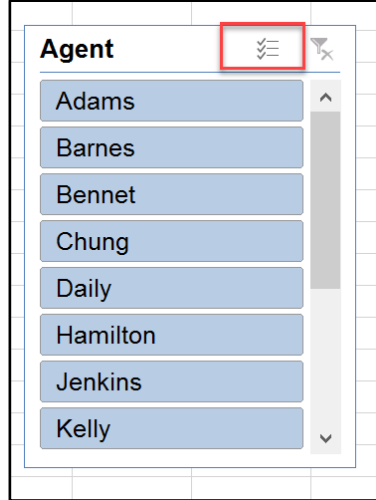 Agent
Adams
Barnes
Bennet
Chung
Daily
Hamilton
Jenkins
Kelly